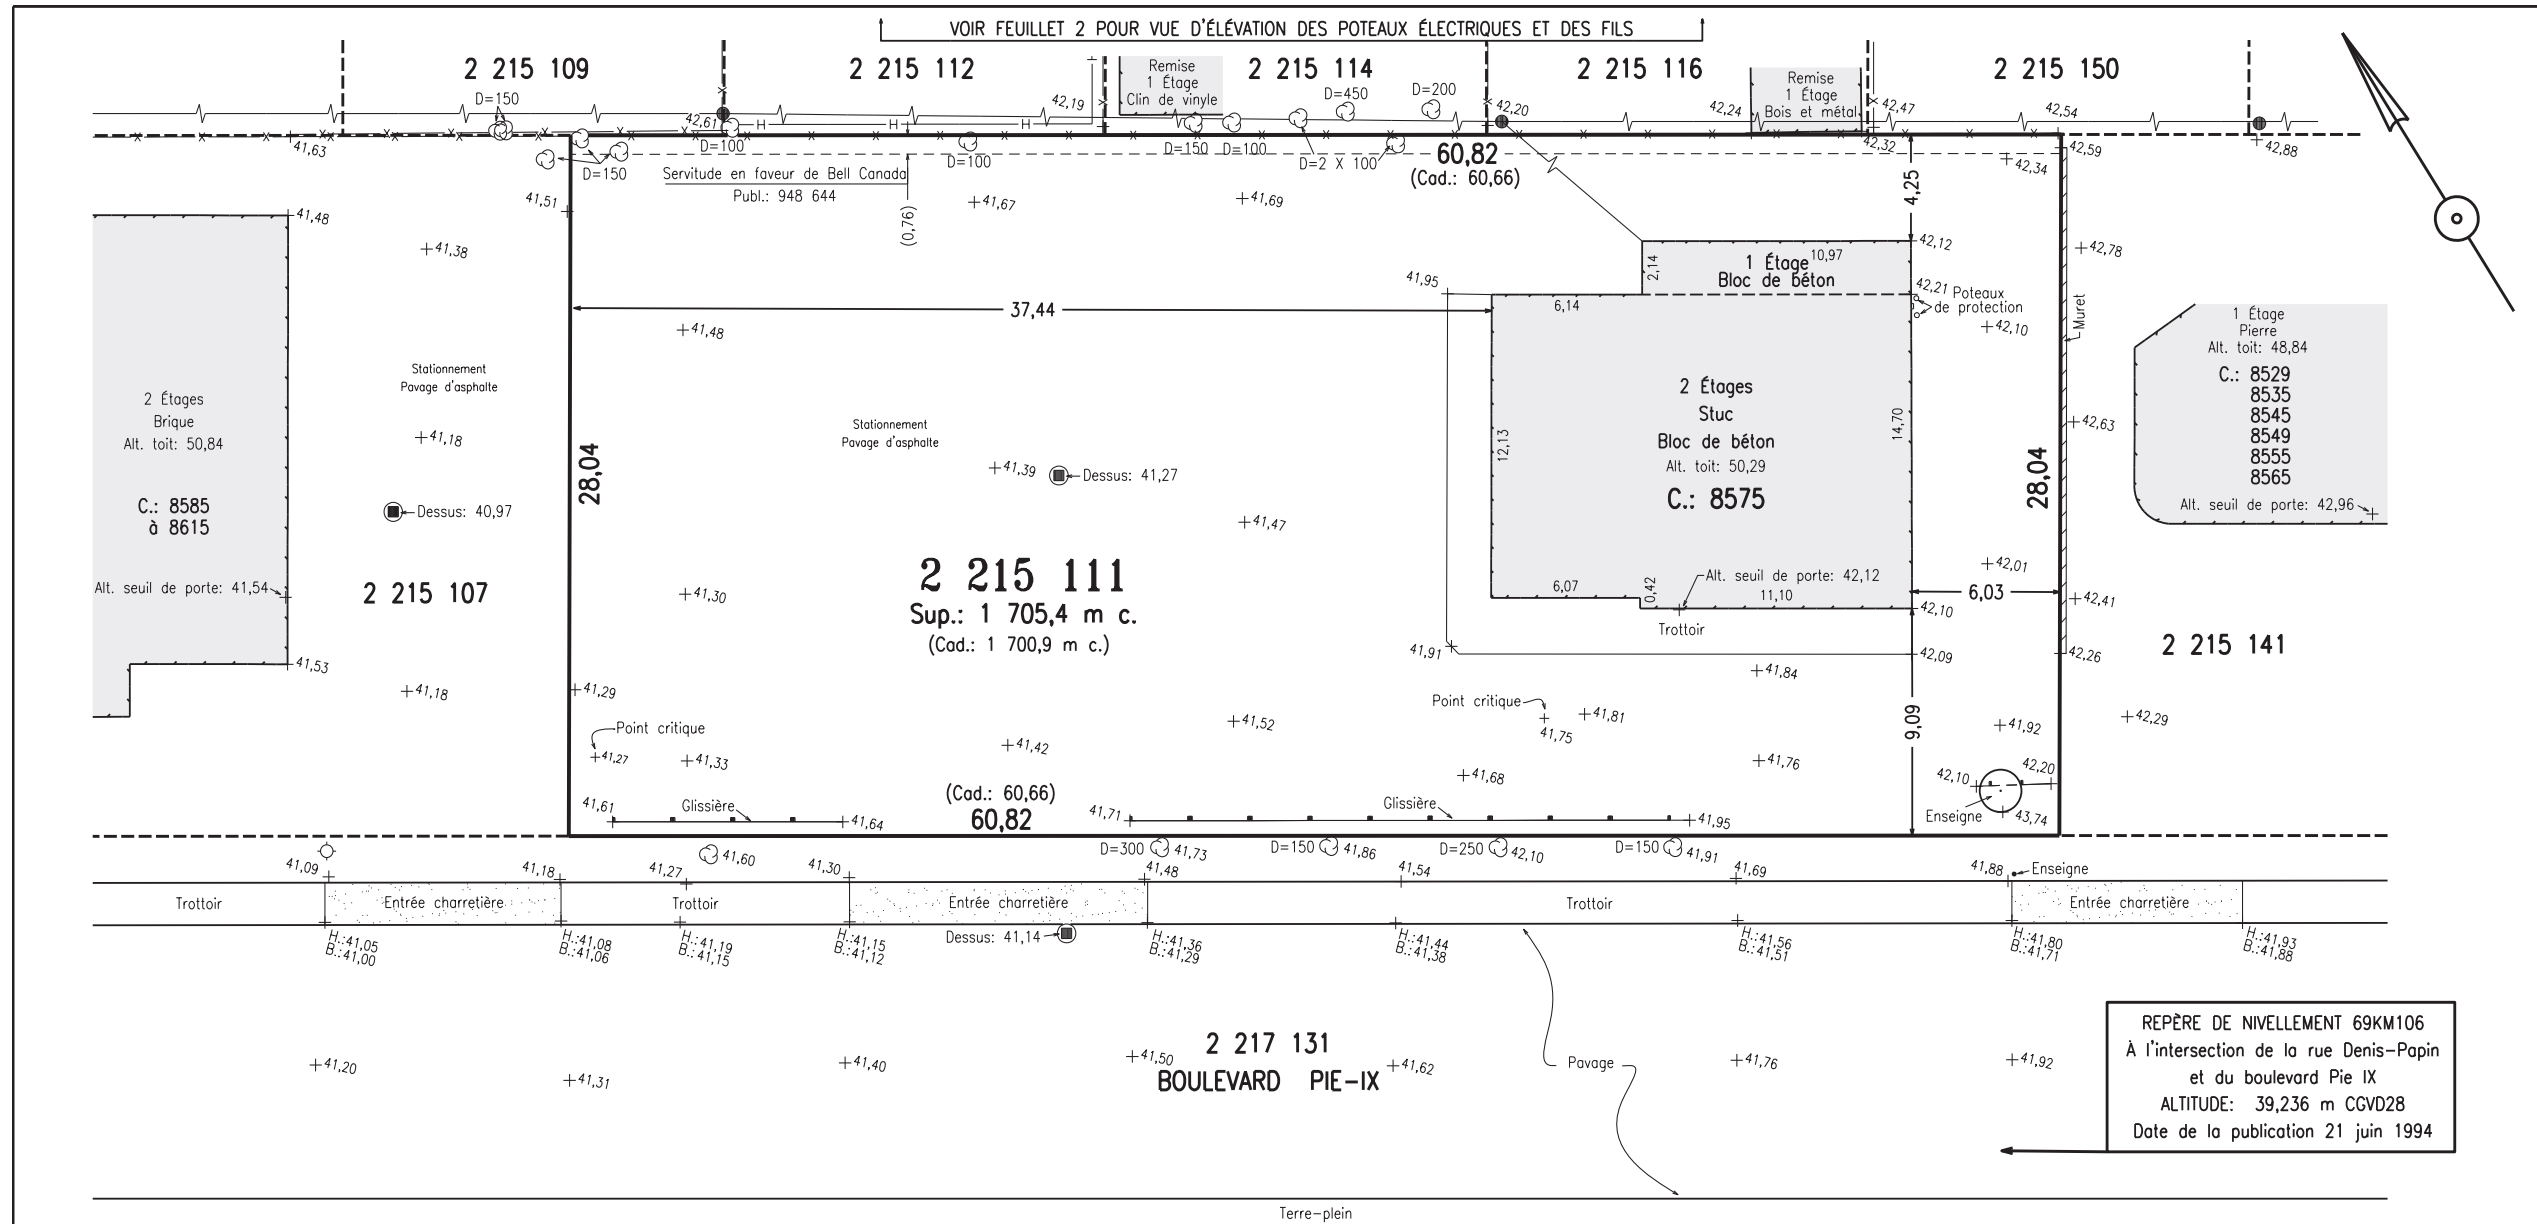 VOIR FEUILLET 2 POUR VUE D'ÉLÉVATION DES POTEAUX ÉLECTRIQUES ET DES FILS
2 215 109
2 215 112
Remise
1 Étage
Clin de vinyle
2 215 114
2 215 116
Remise
1 Étage
Bois et métal
2 215 150
D=150
42,61
42,19
D=450
D=200
42,20
42,24
42,47
42,54
41,63
D=150
D=100
D=100
D=150
D=100
D=2 X 100
60,82
(Cad.: 60,66)
42,32
42,34
42,59
42,88
Servitude en faveur de Bell Canada
Publ.: 948 644
(0,76)
4,25
41,48
41,51
41,67
41,69
41,38
42,12
42,78
41,95
2,14
1 Étage
10,97
Bloc de béton
42,21
Poteaux
de protection
6,14
37,44
41,48
42,10
Muret
1 Étage
Pierre
Alt. toit: 48,84
C.: 8529
8535
8545
8549
8555
8565
Alt. seuil de porte: 42,96
Stationnement
Pavage d'asphalte
2 Étages
Brique
Alt. toit: 50,84
C.: 8585
à 8615
Alt. seuil de porte: 41,54
41,18
Dessus: 40,97
28,04
Stationnement
Pavage d'asphalte
41,39
Dessus: 41,27
41,47
12,13
2 Étages
Stuc
Bloc de béton
Alt. toit: 50,29
C.: 8575
14,70
28,04
42,63
2 215 107
41,30
2 215 111
Sup.: 1 705,4 m c.
(Cad.: 1 700,9 m c.)
6,07
0,42
Alt. seuil de porte: 42,12
11,10
42,01
6,03
42,10
42,41
Trottoir
41,91
42,09
42,26
2 215 141
41,53
41,18
41,29
41,84
Point critique
41,27
41,33
41,42
41,52
Point critique
41,75
41,81
41,68
41,76
9,09
41,92
42,29
42,10
42,20
Enseigne
43,74
41,61
Glissière
41,64
(Cad.: 60,66)
60,82
41,71
Glissière
41,95
41,60
D=300
41,73
D=150
41,86
D=250
42,10
D=150
41,91
41,09
41,18
41,27
41,30
41,48
41,54
41,69
41,88
Enseigne
Trottoir
Entrée charretière
Trottoir
Entrée charretière
Trottoir
Entrée charretière
Dessus: 41,14
H.:41,05
B.:41,00
H.:41,08
B.:41,06
H.:41,19
B.:41,15
H.:41,15
B.:41,12
H.:41,36
B.:41,29
H.:41,44
B.:41,38
H.:41,56
B.:41,51
H.:41,80
B.:41,71
H.:41,93
B.:41,88
41,20
41,31
41,40
41,50
2 217 131
BOULEVARD PIE-IX
41,62
Pavage
41,76
41,92
REPÈRE DE NIVELLEMENT 69KM106
À l'intersection de la rue Denis-Papin
et du boulevard Pie IX
ALTITUDE: 39,236 m CGVD28
Date de la publication 21 juin 1994
Terre-plein